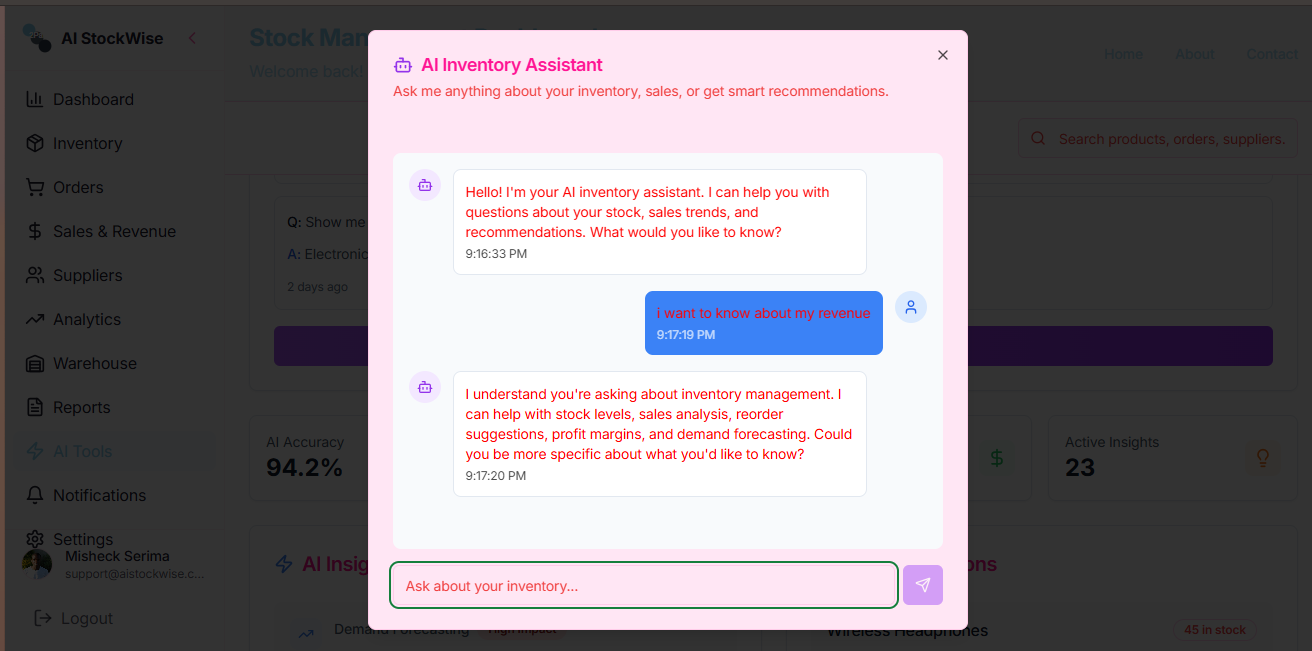 AI StockWise
Stock Man
Welcome back!
Home
About
Contact
Dashboard
Inventory
Orders
Sales & Revenue
Suppliers
Analytics
Warehouse
Reports
AI Tools
Notifications
Settings
Misheck Serima
support@aistockwise.c...
Logout
Search products, orders, suppliers.
Q: Show me
A: Electronic
2 days ago
AI Accuracy
94.2%
$
Active Insights
23
AI Insig
ons
Demand Forecasting
High Impact
Wireless Headphones
45 in stock
AI Inventory Assistant
Ask me anything about your inventory, sales, or get smart recommendations.
Hello! I'm your AI inventory assistant. I can help you with
questions about your stock, sales trends, and
recommendations. What would you like to know?
9:16:33 PM
i want to know about my revenue
9:17:19 PM
I understand you're asking about inventory management. I
can help with stock levels, sales analysis, reorder
suggestions, profit margins, and demand forecasting. Could
you be more specific about what you'd like to know?
9:17:20 PM
Ask about your inventory...